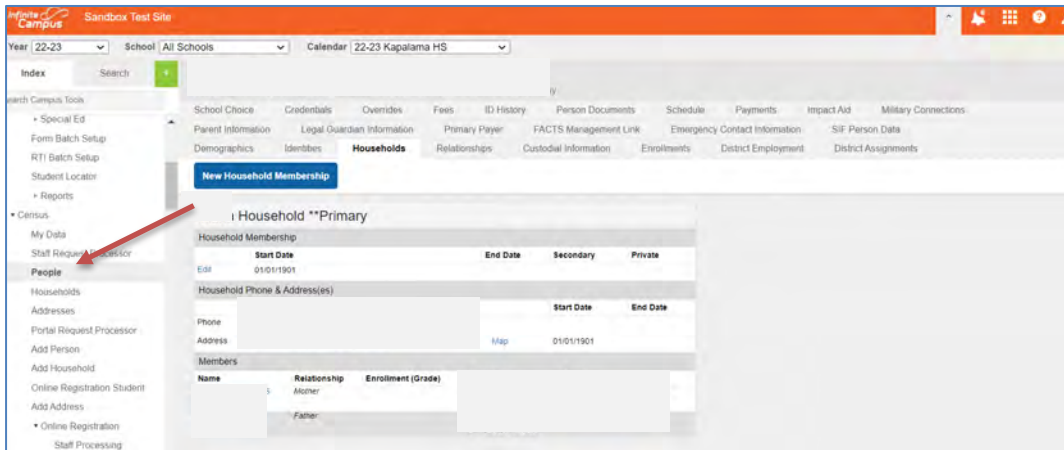 Infinite Campus Sandbox Test Site
Year 22-23 School All Schools Calendar 22-23 Kapalama HS
Index Search
Search Campus Tools
Special Ed
Form Batch Setup
RTI Batch Setup
Student Locator
Reports
Census
My Data
Staff Request Processor
People
Households
Addresses
Portal Request Processor
Add Person
Add Household
Online Registration Student
Add Address
Online Registration
Staff Processing
School Choice Credentials Overrides Fees ID History Person Documents Schedule Payments Impact Aid Military Connections
Parent Information Legal Guardian Information Primary Payer FACTS Management Link Emergency Contact Information SIF Person Data
Demographics Identities Households Relationships Custodial Information Enrollments District Employment District Assignments
New Household Membership
Household **Primary
Household Membership
Start Date End Date Secondary Private
Edit 01/01/1901
Household Phone & Address(es)
Start Date End Date
Phone
Address Map 01/01/1901
Members
Name Relationship Enrollment (Grade)
Mother
Father